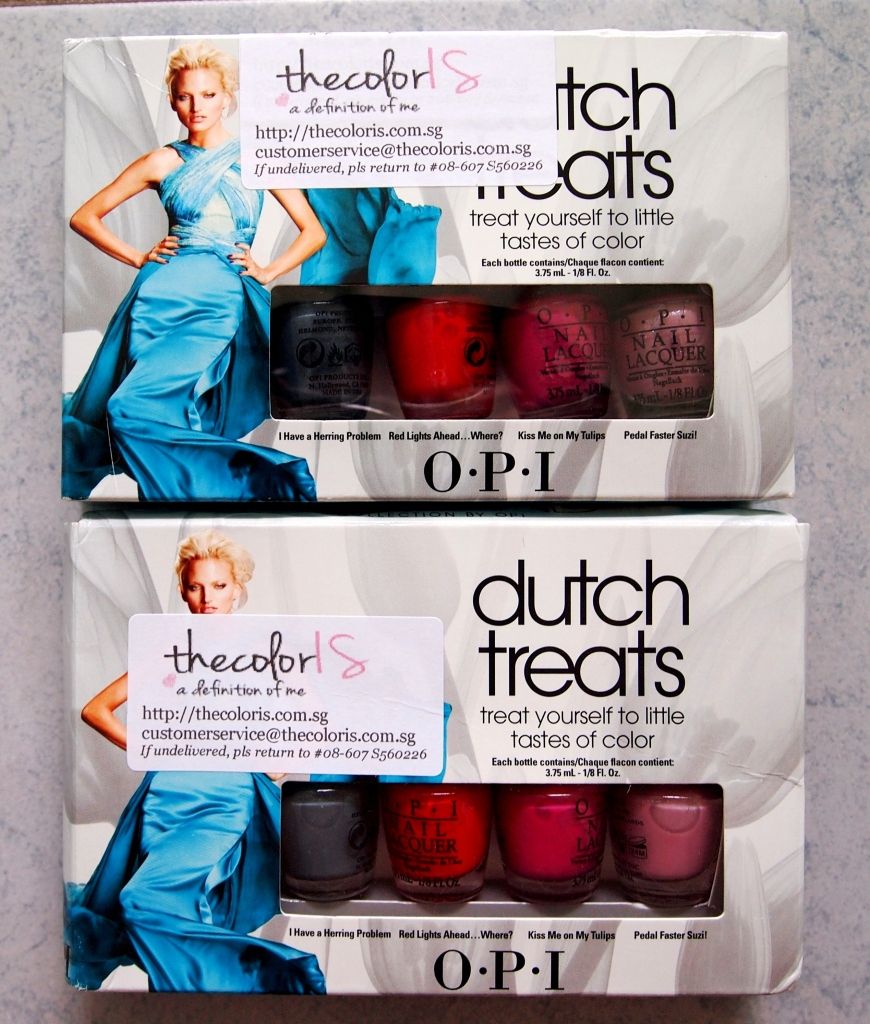 thecolorIS
a definition of me
http://thecoloris.com.sg
customerservice@thecoloris.com.sg
If undelivered, pls return to #08-607 S560226
treat yourself to little
tastes of color
Each bottle contains/Chaque flacon contient:
3.75 mL - 1/8 Fl. Oz.
O·P·I
NAIL
LACQUER
3.75 mL
O·P·I
NAIL
LACQUER
Nagellack
I Have a Herring Problem
Red Lights Ahead...Where?
Kiss Me on My Tulips
Pedal Faster Suzi!
O·P·I
dutch
treats
treat yourself to little
tastes of color
Each bottle contains/Chaque flacon contient:
3.75 mL - 1/8 Fl. Oz.
thecolorIS
a definition of me
http://thecoloris.com.sg
customerservice@thecoloris.com.sg
If undelivered, pls return to #08-607 S560226
I Have a Herring Problem
Red Lights Ahead...Where?
Kiss Me on My Tulips
Pedal Faster Suzi!
O·P·I